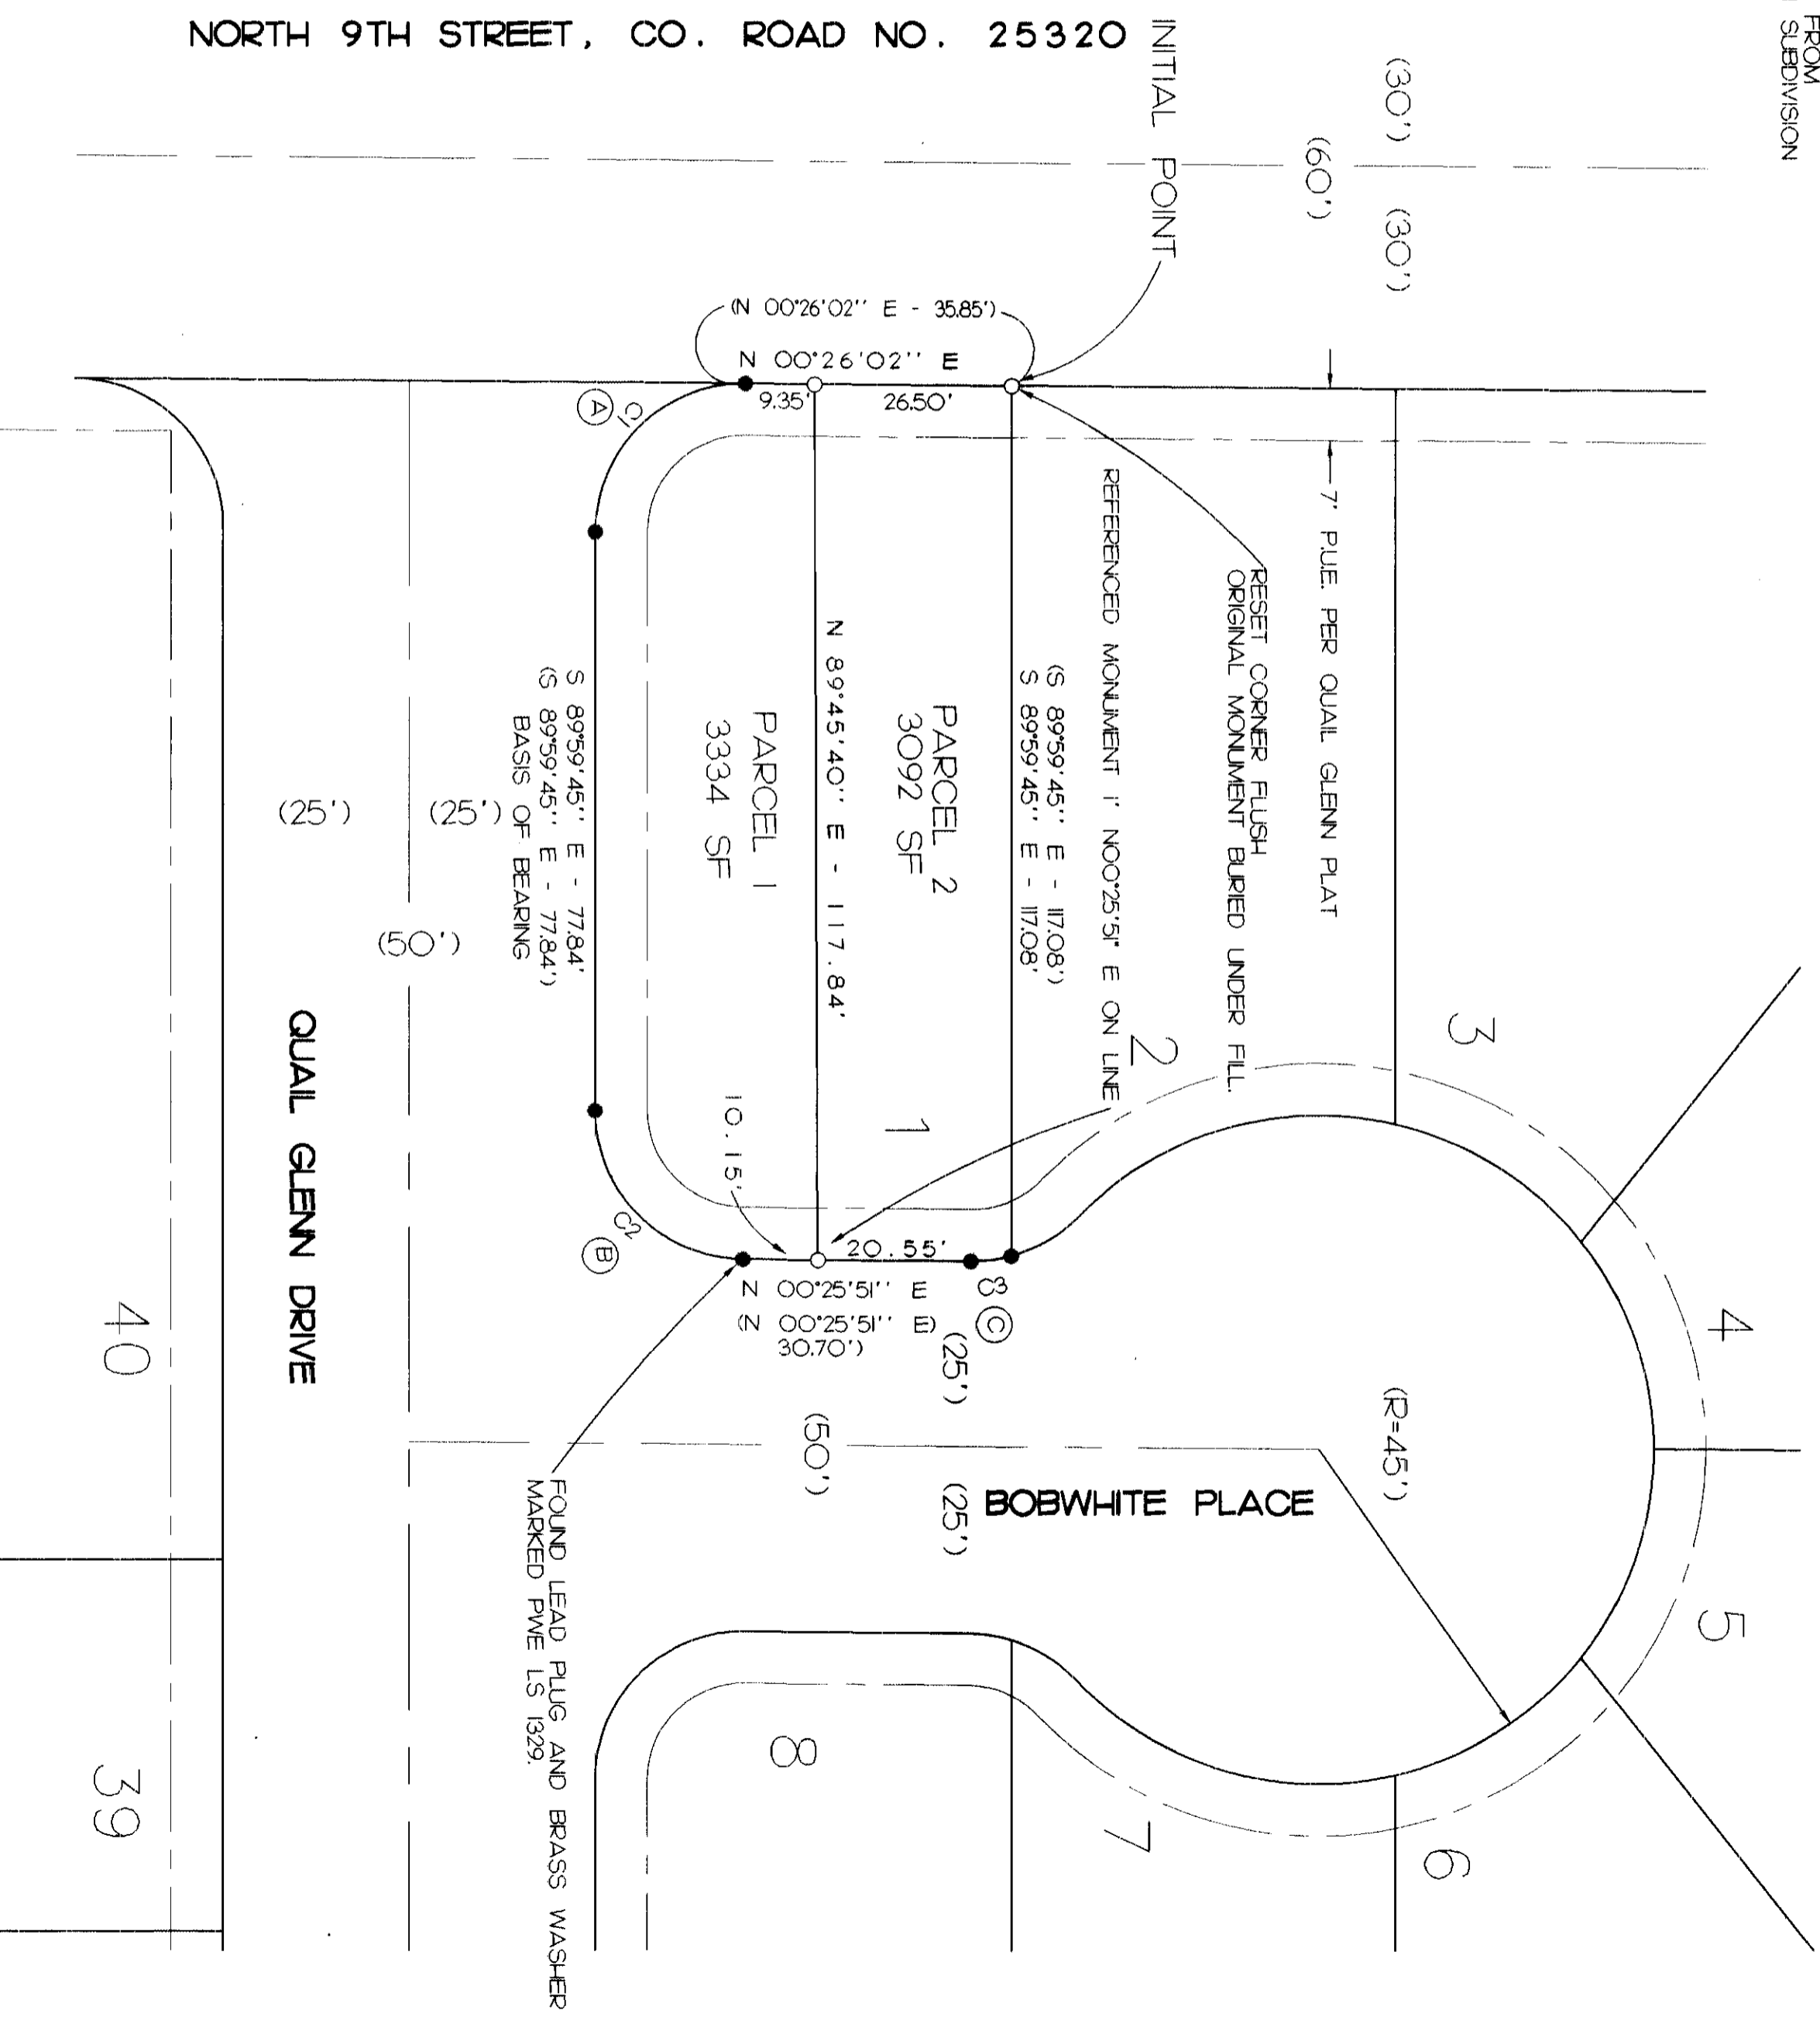 FROM
SUBDIVISION
NORTH 9TH STREET, CO. ROAD NO. 25320
INITIAL POINT
(30')
(60')
(30')
(N 00°26'02'' E - 35.85')
N 00°26'02'' E
9.35'
26.50'
C1
A
7' P.U.E. PER QUAIL GLENN PLAT
RESET CORNER FLUSH
ORIGINAL MONUMENT BURIED UNDER FILL.
REFERENCED MONUMENT 1' N00°25'51" E ON LINE
(S 89°59'45'' E - 117.08')
S 89°59'45'' E - 117.08'
PARCEL 2
3092 SF
N 89°45'40'' E - 117.84'
PARCEL 1
3334 SF
S 89°59'45'' E - 77.84'
(S 89°59'45'' E - 77.84')
BASIS OF BEARING
(25')
(25')
(50')
QUAIL GLENN DRIVE
3
2
1
10.15'
20.55'
C2
B
N 00°25'51'' E
(N 00°25'51'' E)
30.70')
C3
C
(25')
(50')
(25')
BOBWHITE PLACE
(R=45')
4
5
6
7
8
FOUND LEAD PLUG AND BRASS WASHER
MARKED PWE LS 1329.
40
39